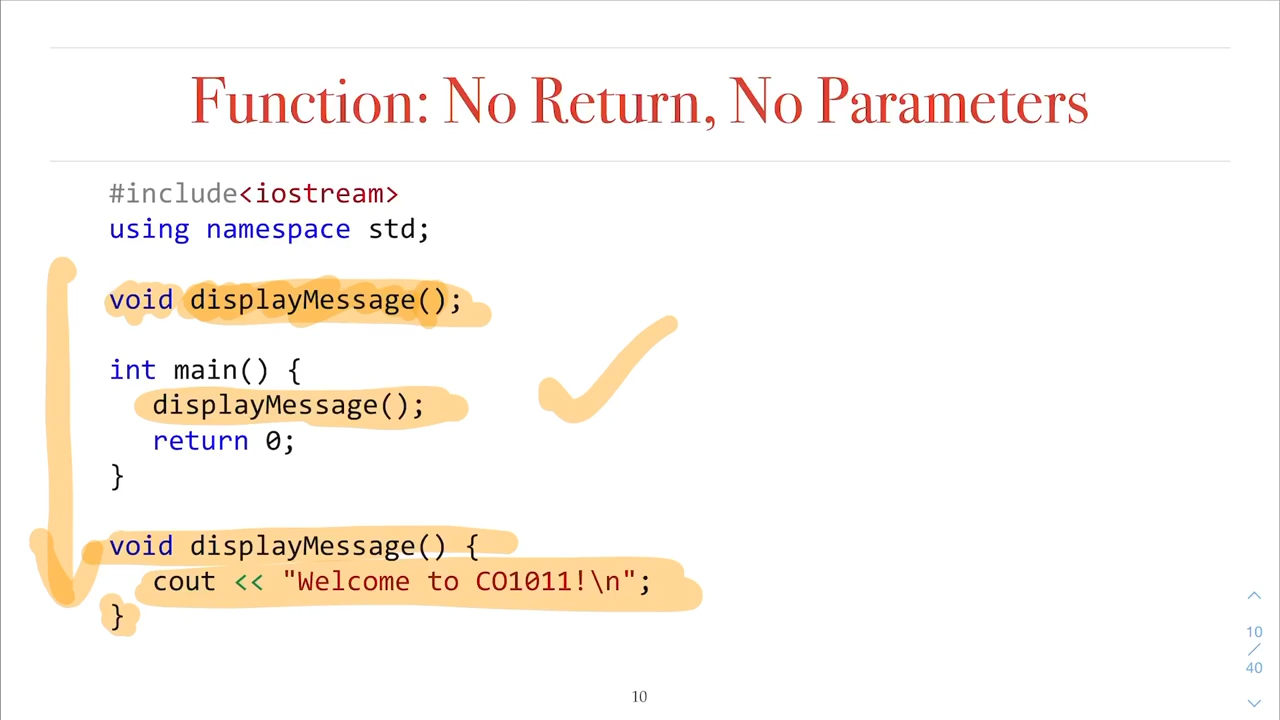 Function: No Return, No Parameters
#include<iostream>
using namespace std;
void displayMessage();
int main() {
displayMessage();
return 0;
}
void displayMessage() {
cout << "Welcome to CO1011!\n";
}
10
/
40
10